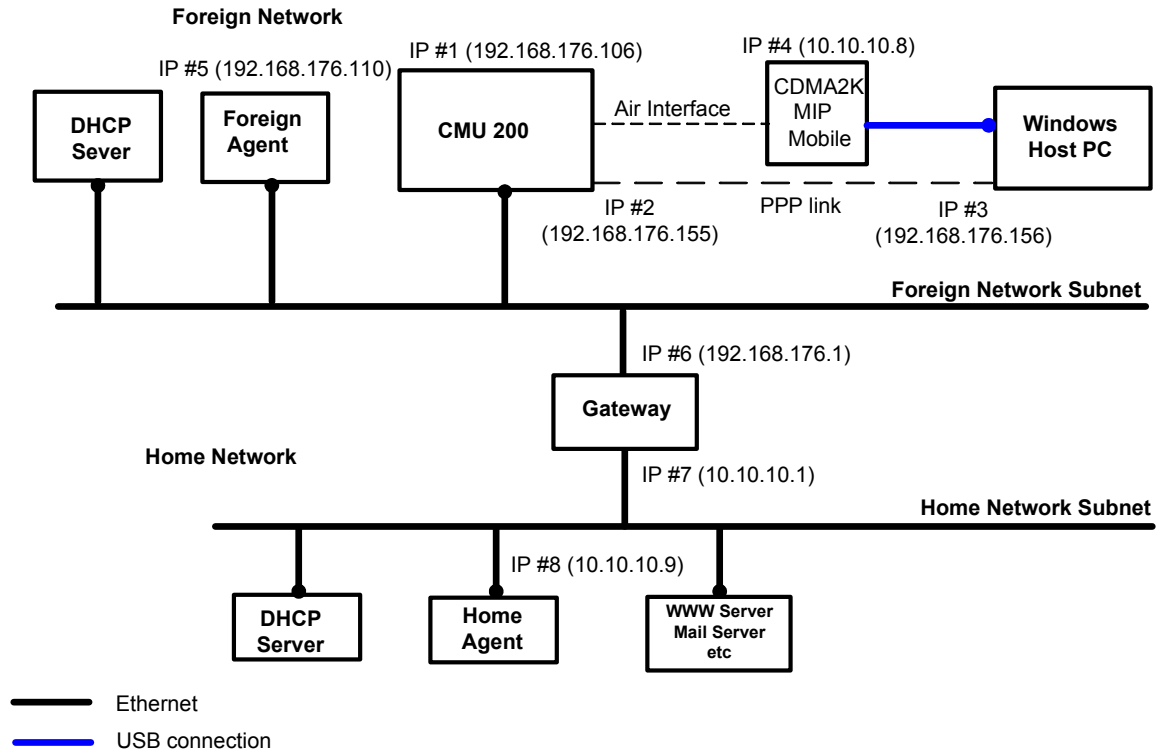 Foreign Network
IP #5 (192.168.176.110)
IP #1 (192.168.176.106)
IP #4 (10.10.10.8)
DHCP
Sever
Foreign
Agent
CMU 200
Air Interface
CDMA2K
MIP
Mobile
Windows
Host PC
IP #2
(192.168.176.155)
PPP link
IP #3
(192.168.176.156)
Foreign Network Subnet
IP #6 (192.168.176.1)
Gateway
Home Network
IP #7 (10.10.10.1)
Home Network Subnet
IP #8 (10.10.10.9)
DHCP
Server
Home
Agent
WWW Server
Mail Server
etc
Ethernet
USB connection